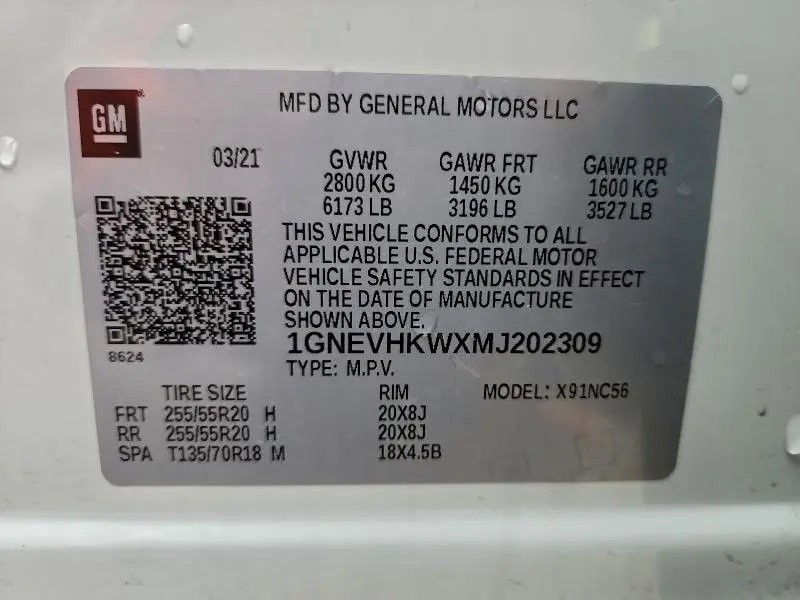 GM
MFD BY GENERAL MOTORS LLC
03/21 GVWR GAWR FRT GAWR RR
2800 KG 1450 KG 1600 KG
6173 LB 3196 LB 3527 LB
THIS VEHICLE CONFORMS TO ALL
APPLICABLE U.S. FEDERAL MOTOR
VEHICLE SAFETY STANDARDS IN EFFECT
ON THE DATE OF MANUFACTURE
SHOWN ABOVE.
8624
1GNEVHKWXMJ202309
TYPE: M.P.V.
TIRE SIZE RIM MODEL: X91NC56
FRT 255/55R20 H 20X8J
RR 255/55R20 H 20X8J
SPA T135/70R18 M 18X4.5B